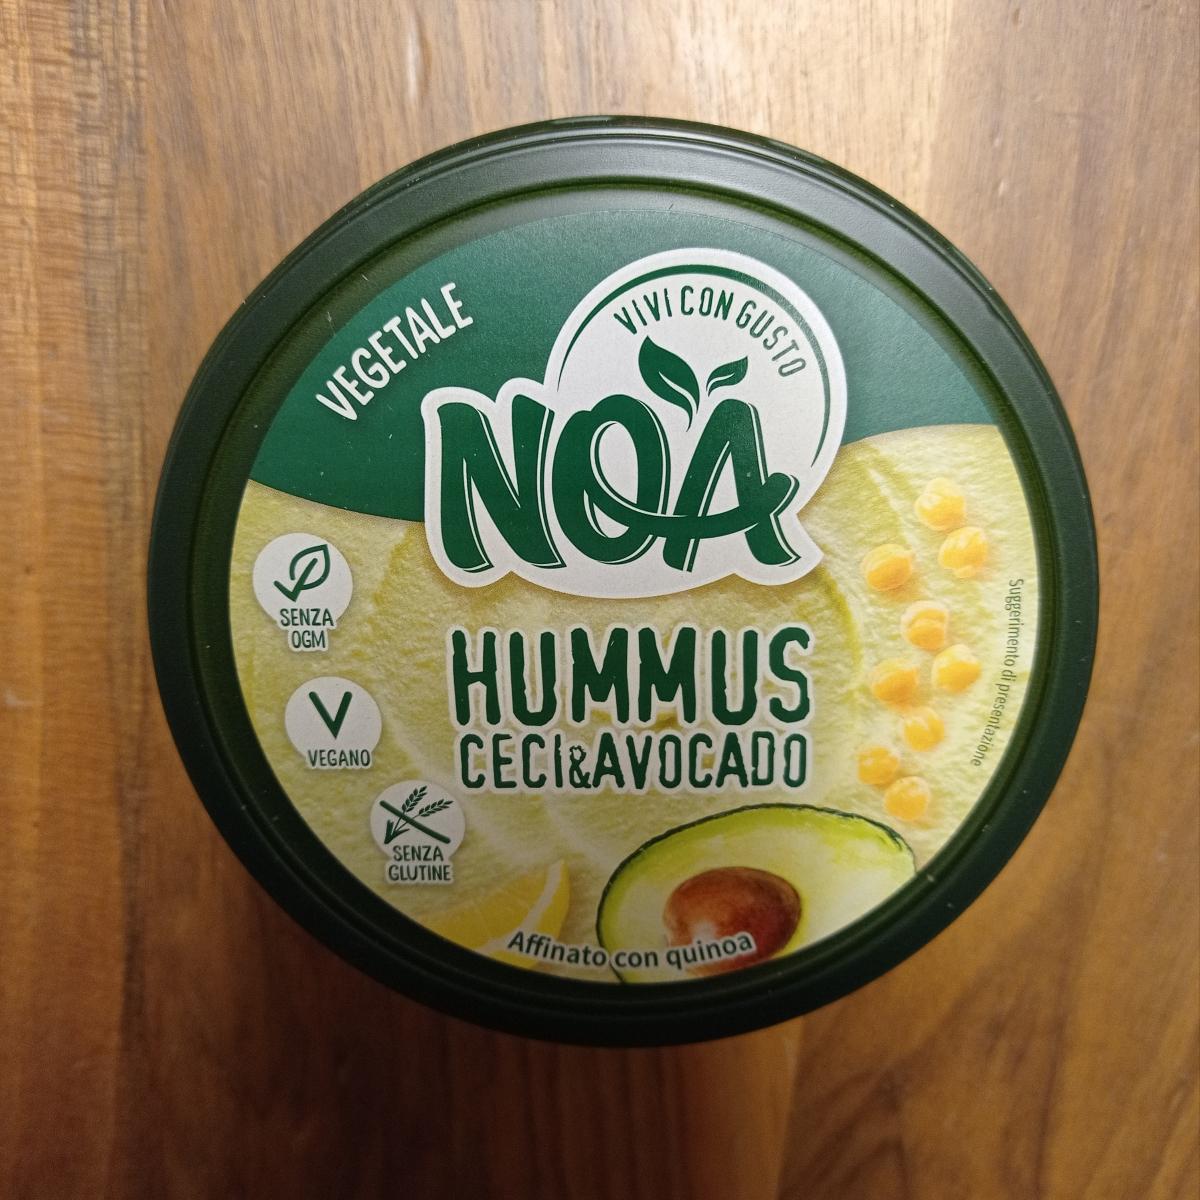 VEGETALE
VIVI CON GUSTO
NOA
SENZA
OGM
HUMMUS
CECI&AVOCADO
VEGANO
SENZA
GLUTINE
Affinato con quinoa
Suggerimento di presentazione